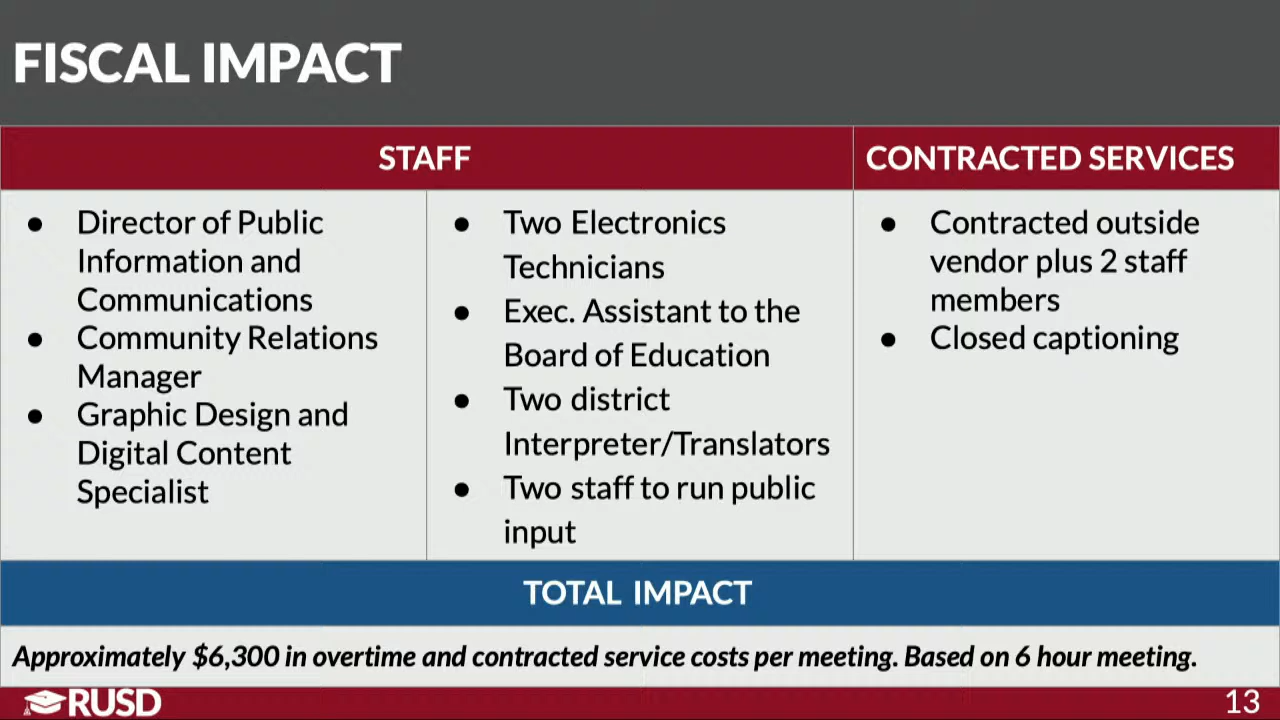 FISCAL IMPACT
STAFF
CONTRACTED SERVICES
● Director of Public
Information and
Communications
● Community Relations
Manager
● Graphic Design and
Digital Content
Specialist
● Two Electronics
Technicians
● Exec. Assistant to the
Board of Education
● Two district
Interpreter/Translators
● Two staff to run public
input
● Contracted outside
vendor plus 2 staff
members
● Closed captioning
TOTAL IMPACT
Approximately $6,300 in overtime and contracted service costs per meeting. Based on 6 hour meeting.
RUSD
13